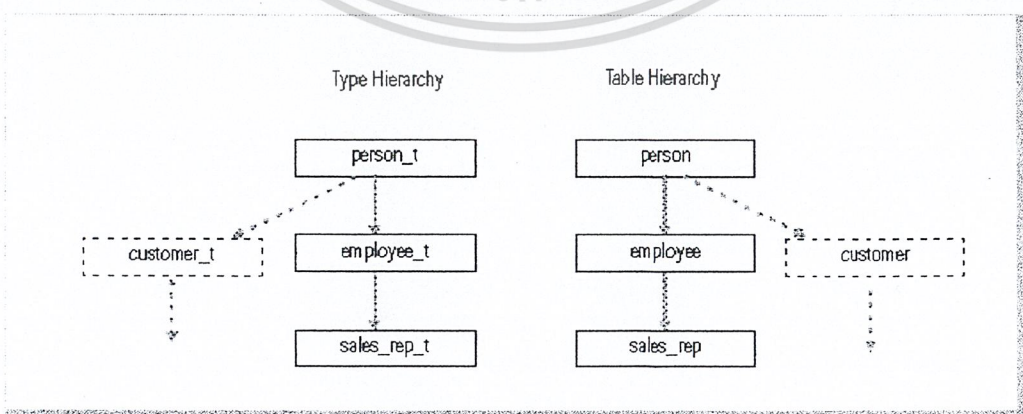 Type Hierarchy Table Hierarchy
person_t person
customer_t employee_t employee customer
sales_rep_t sales_rep